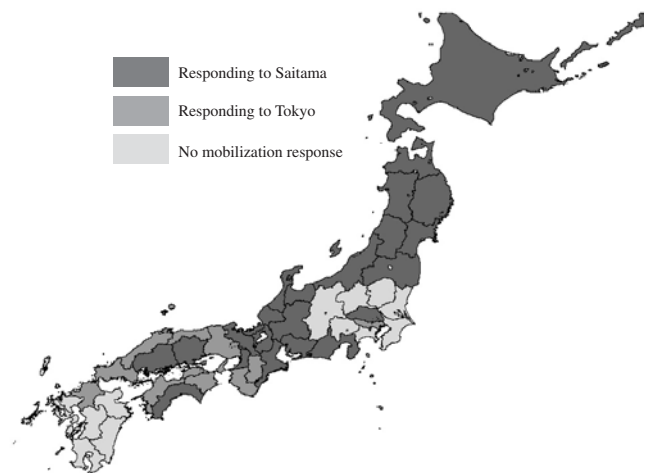 Responding to Saitama
Responding to Tokyo
No mobilization response